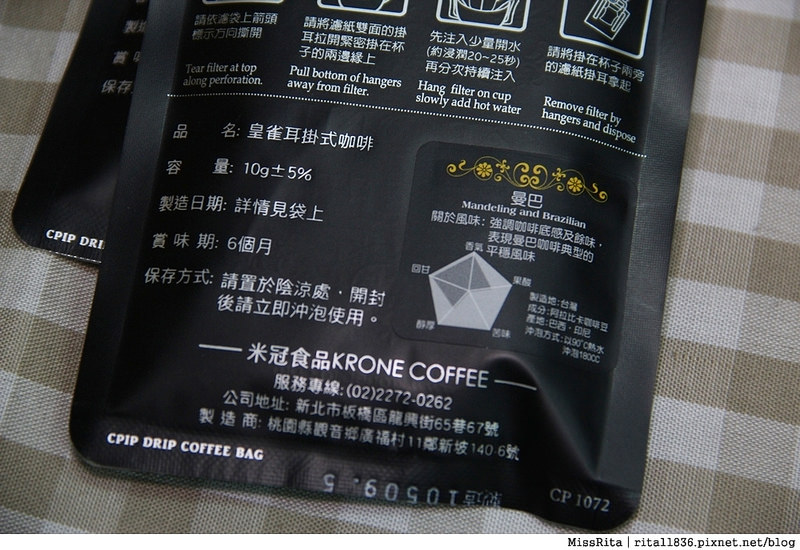 請依濾袋上箭頭
標示方向撕開
Tear filter at top
along perforation.
請將濾紙雙面的掛
耳拉開緊密掛在杯
子的兩邊緣上
Pull bottom of hangers
away from filter.
先注入少量開水
(約浸潤20~25秒)
再分次持續注入
Hang filter on cup
slowly add hot water
請將掛在杯子兩旁
的濾紙掛耳拿起
Remove filter by
hangers and dispose
品 名: 皇雀耳掛式咖啡
容 量: 10g±5%
製造日期: 詳情見袋上
賞 味 期: 6個月
保存方式: 請置於陰涼處，開封
後請立即沖泡使用。
曼巴
Mandeling and Brazilian
關於風味: 強調咖啡底感及餘味,
表現曼巴咖啡典型的
平穩風味
香氣
回甘
果酸
醇厚
苦味
製造地:台灣
成分:阿拉比卡咖啡豆
產地:巴西、印尼
沖泡方式:以90℃熱水
沖泡180CC
米冠食品KRONE COFFEE
服務專線:(02)2272-0262
公司地址: 新北市板橋區龍興街65巷67號
製 造 商: 桃園縣觀音鄉廣福村11鄰新坡140-6號
CPIP DRIP COFFEE BAG
CP 1072
製
賞
保存
CPIP DRI
MissRita | rita11836.pixnet.net/blog